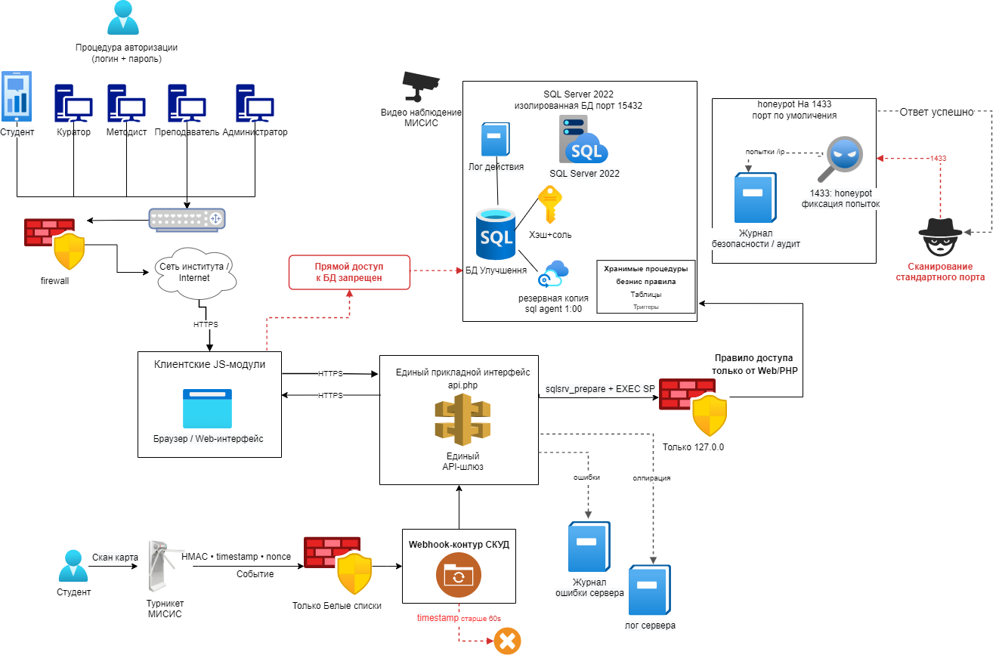 Процедура авторизации
(логин + пароль)
Студент
Куратор
Методист
Преподаватель
Администратор
firewall
Сеть института /
Internet
HTTPS
Видео наблюдение
МИСИС
SQL Server 2022
изолированная БД порт 15432
Лог действия
SQL
SQL Server 2022
SQL
Хэш+соль
БД Улучшення
резервная копия
sql agent 1:00
Хранимые процедуры
безнис правила
Таблицы
Триггеры
honeypot На 1433
порт по умоличения
Ответ успешно
попытки /ip
1433
1433: honeypot
фиксация попыток
Журнал
безопасности / аудит
Сканирование
стандартного порта
Прямой доступ
к БД запрещен
Клиентские JS-модули
Браузер / Web-интерфейс
HTTPS
HTTPS
Единый прикладной интерфейс
api.php
Единый
API-шлюз
sqlsrv_prepare + EXEC SP
Правило доступа
только от Web/PHP
Только 127.0.0
ошибки
олпирация
Журнал
ошибки сервера
лог сервера
Студент
Скан карта
Турникет
МИСИС
HMAC • timestamp • nonce
Событие
Только Белые списки
Webhook-контур СКУД
timestamp старше 60s